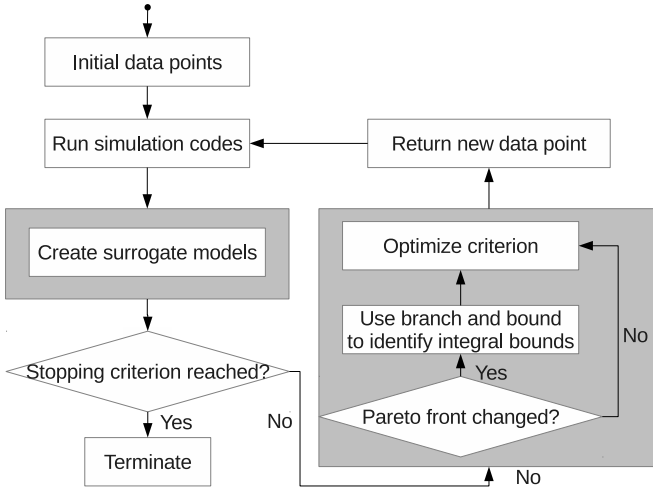 Initial data points
Run simulation codes
Return new data point
Create surrogate models
Optimize criterion
Use branch and bound
to identify integral bounds
No
Stopping criterion reached?
Yes
Pareto front changed?
Yes
No
Terminate
No